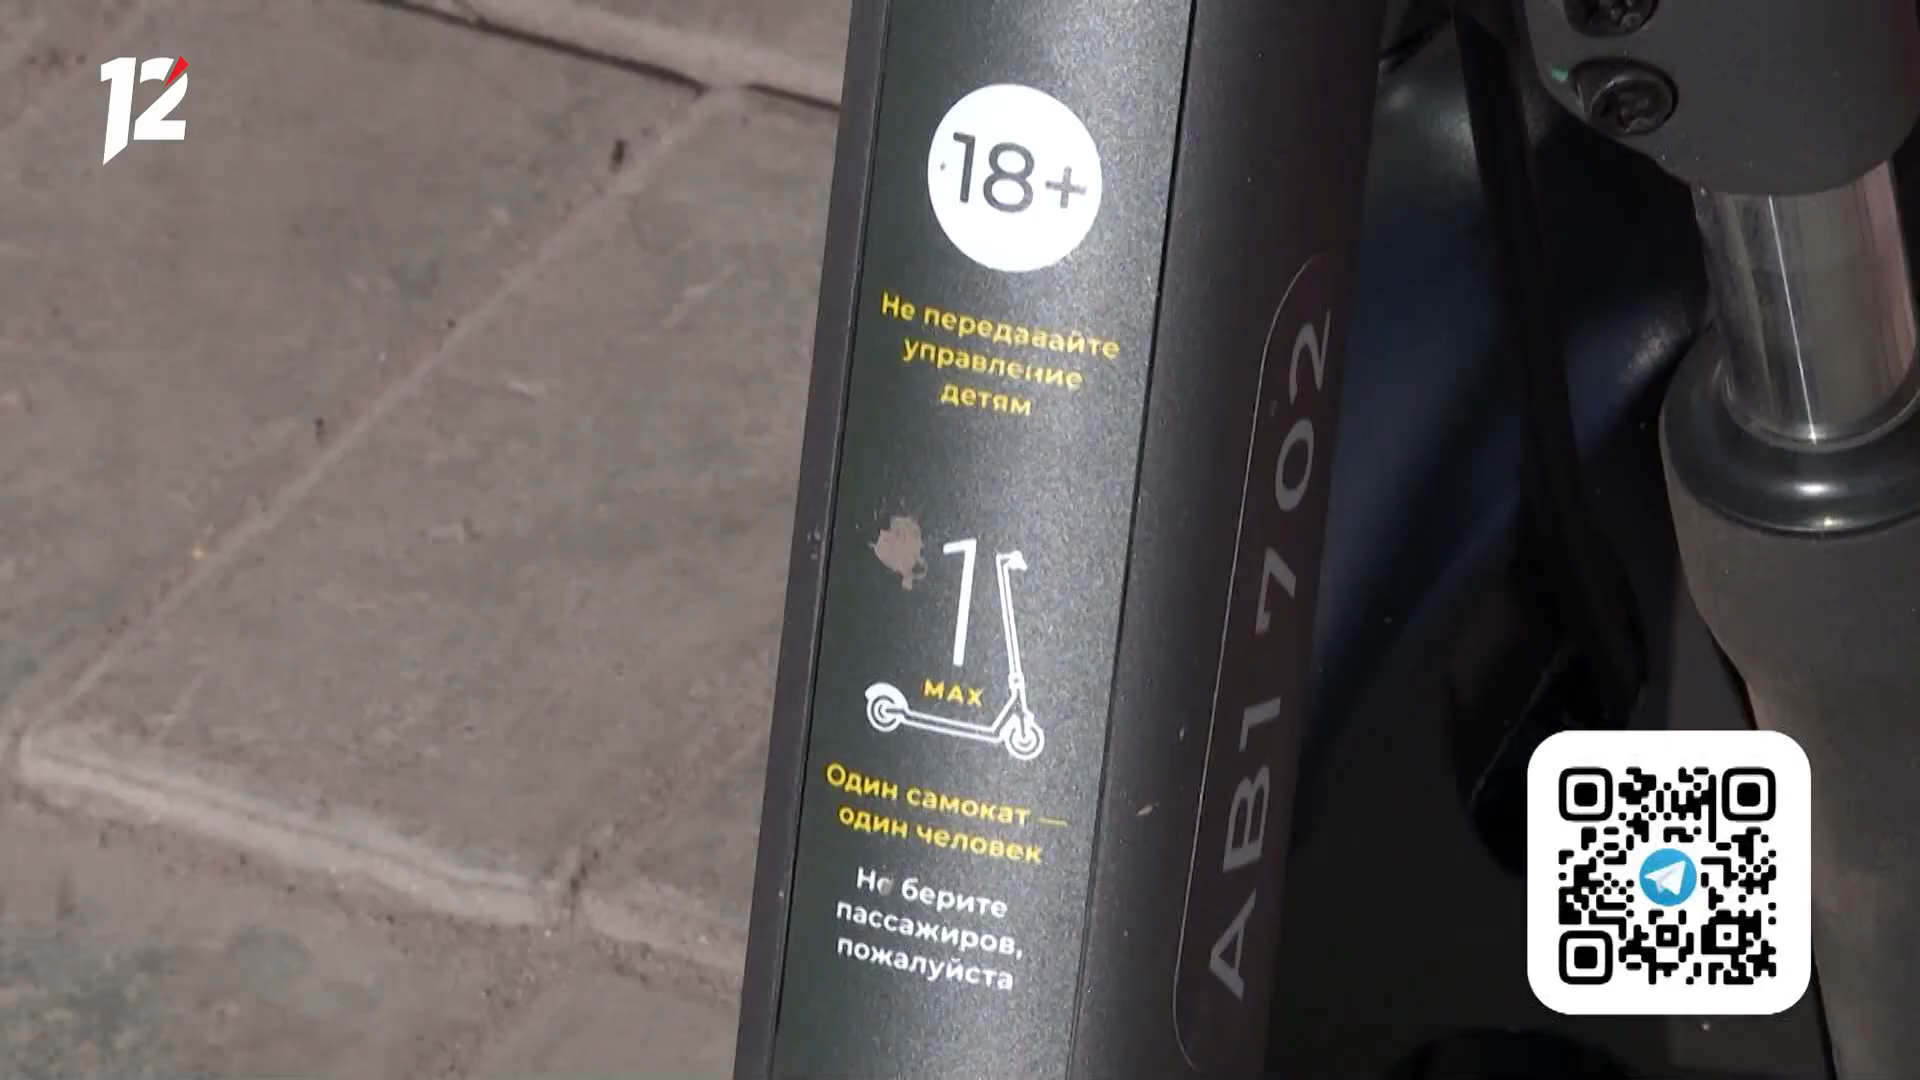 12
18+
Не передавайте
управление
детям
1
MAX
Один самокат —
один человек
Не берите
пассажиров,
пожалуйста
AB1702